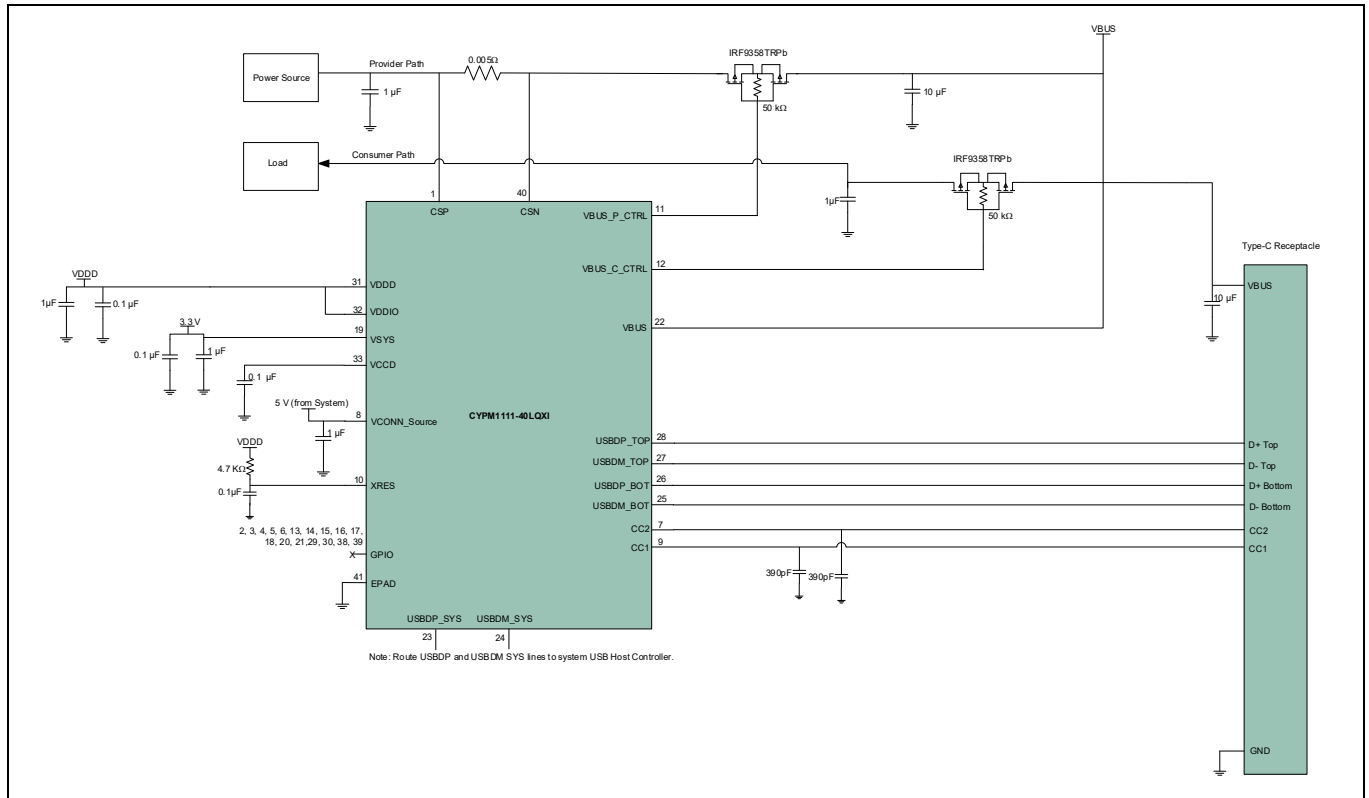 VBUS
IRF9358TRPb
Power Source
Provider Path
0.005Ω
1 µF
50 kΩ
10 µF
Load
Consumer Path
IRF9358TRPb
1µF
50 kΩ
1
40
CSP
CSN
VBUS_P_CTRL
11
VBUS_C_CTRL
12
Type-C Receptacle
VDDD
1µF
0.1 µF
31
VDDD
32
VDDIO
VBUS
22
VBUS
10 µF
3.3 V
0.1 µF
1 µF
19
VSYS
33
VCCD
0.1 µF
5 V (from System)
8
VCONN_Source
1 µF
CYPM1111-40LQXI
VDDD
4.7 KΩ
0.1µF
10
XRES
USBDP_TOP
28
D+ Top
USBDM_TOP
27
D- Top
USBDP_BOT
26
D+ Bottom
USBDM_BOT
25
D- Bottom
CC2
7
CC2
CC1
9
CC1
390pF
390pF
2, 3, 4, 5, 6, 13, 14, 15, 16, 17,
18, 20, 21,29, 30, 38, 39
X
GPIO
41
EPAD
USBDP_SYS
USBDM_SYS
23
24
Note: Route USBDP and USBDM SYS lines to system USB Host Controller.
GND